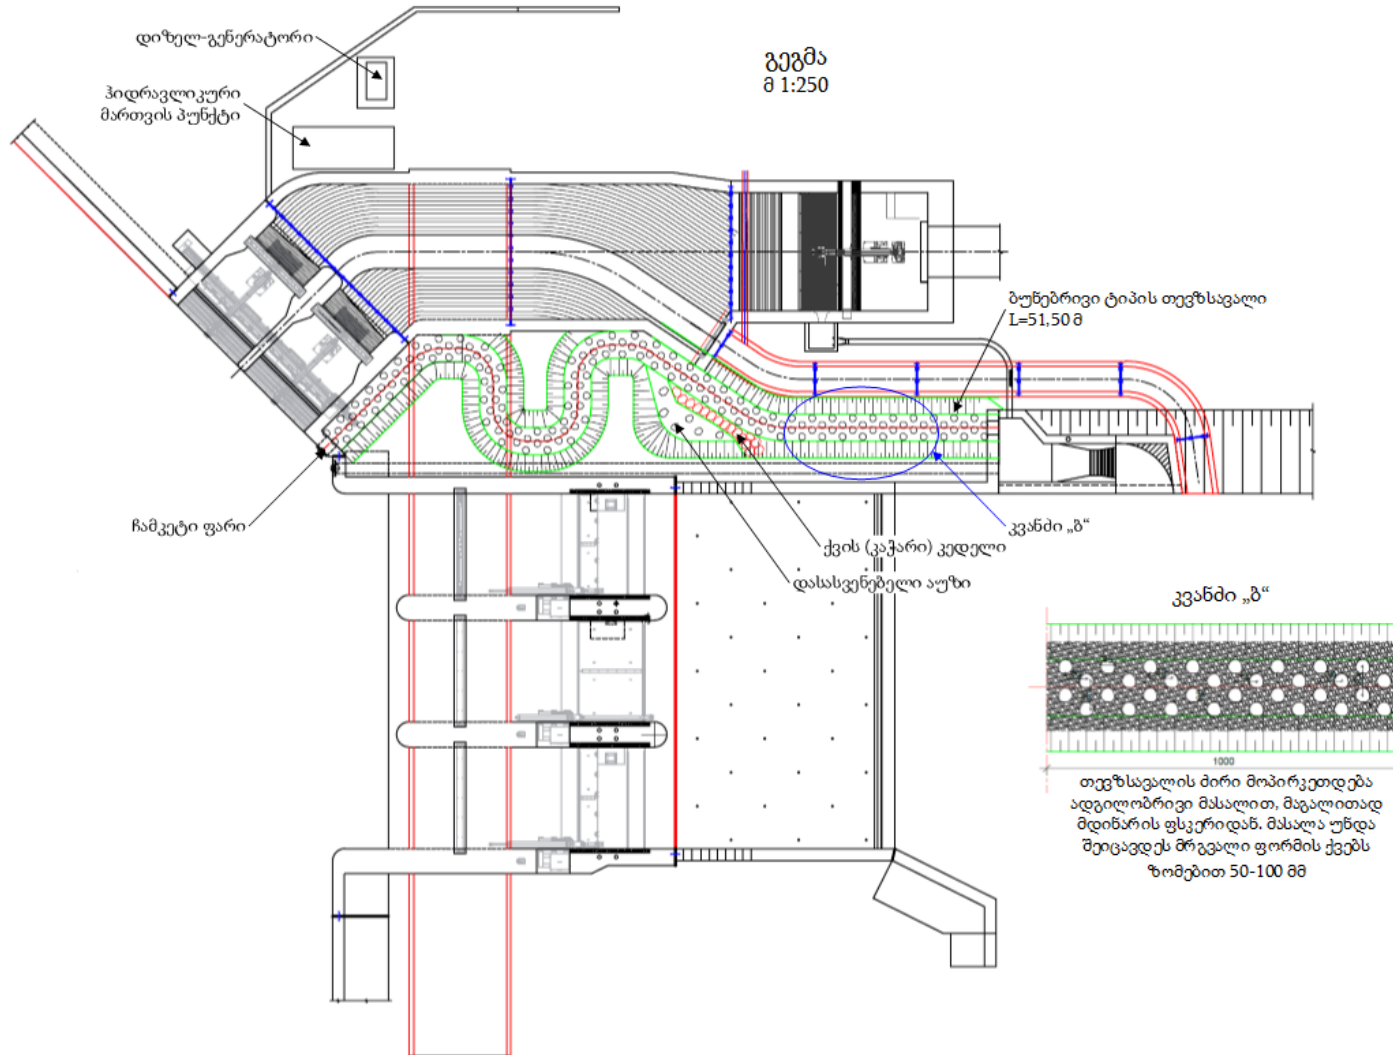 დიზელ-გენერატორი
ჰიდრავლიკური
მართვის პუნქტი
გეგმა
მ 1:250
ბუნებრივი ტიპის თევზსავალი
L=51,50 მ
ჩამკეტი ფარი
კვანძი „ბ“
ქვის (კაჭარი) კედელი
დასასვენებელი აუზი
კვანძი „ბ“
1000
თევზსავალის ძირი მოპირკეთდება
ადგილობრივი მასალით, მაგალითად
მდინარის ფსკერიდან. მასალა უნდა
შეიცავდეს მრგვალი ფორმის ქვებს
ზომებით 50-100 მმ